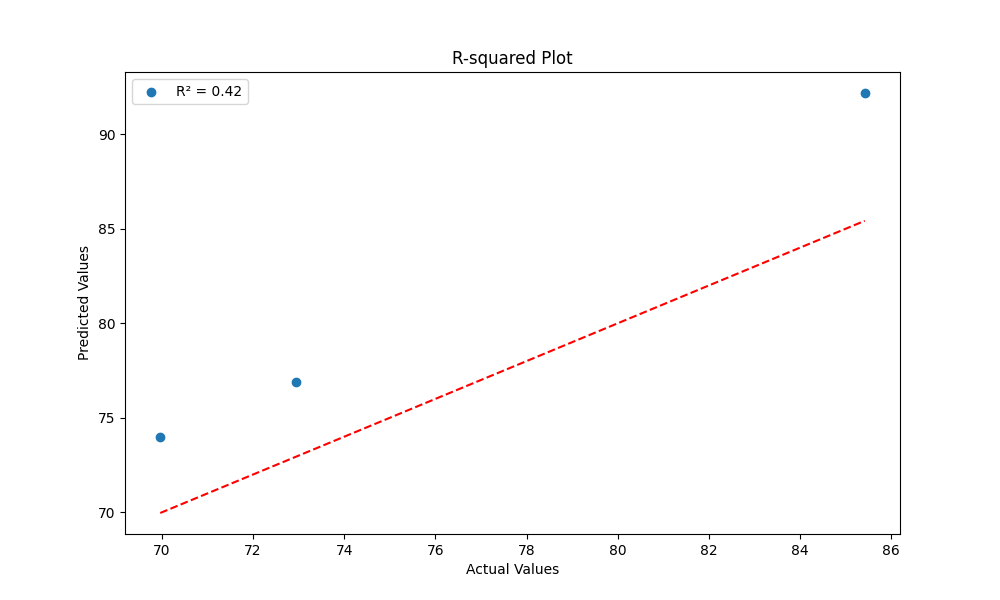 R-squared Plot
R² = 0.42
90
85
80
75
70
Predicted Values
70 72 74 76 78 80 82 84 86
Actual Values